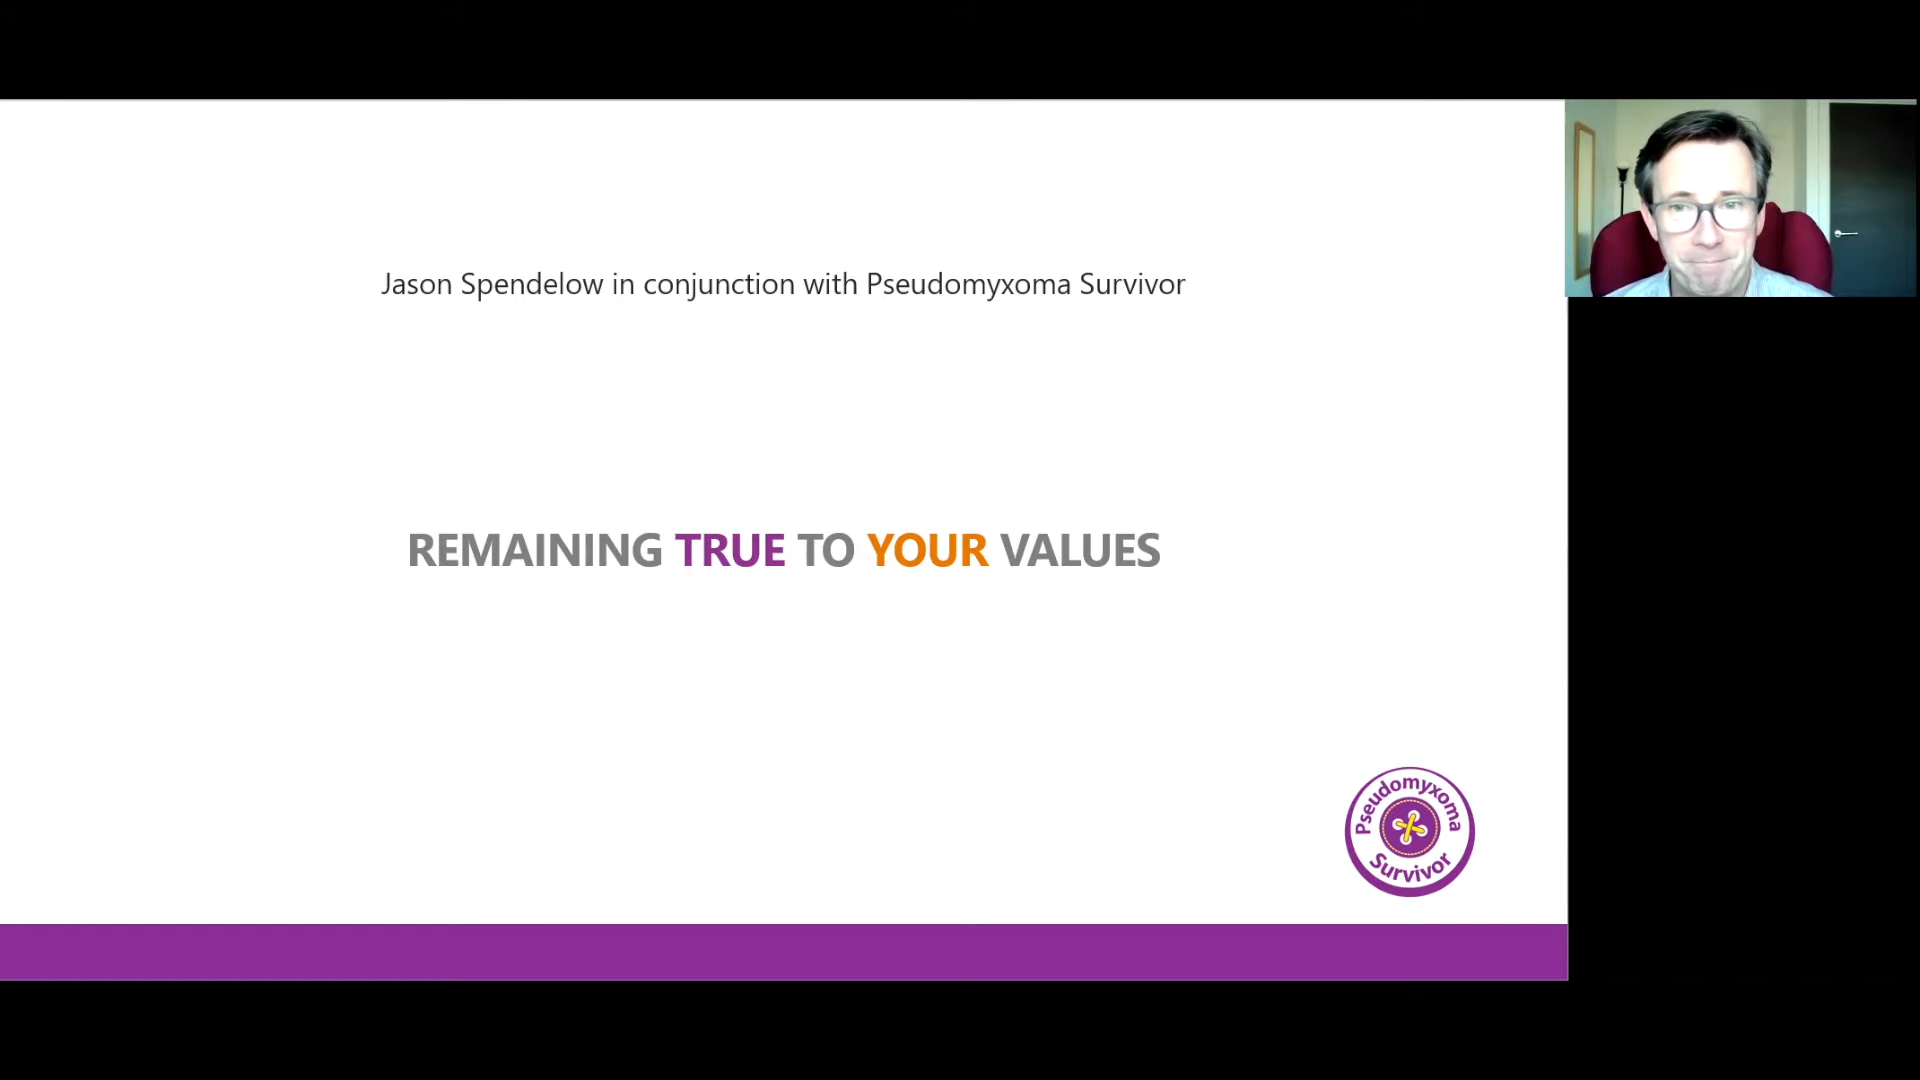 Jason Spendelow in conjunction with Pseudomyxoma Survivor
REMAINING TRUE TO YOUR VALUES
Pseudomyxoma
Survivor